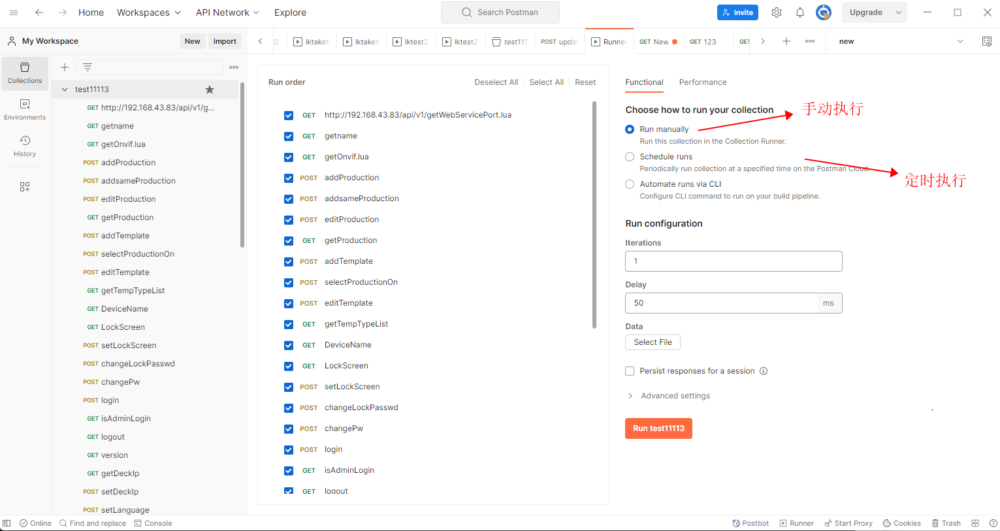 Home Workspaces API Network Explore Search Postman Invite Upgrade
My Workspace New Import lktaket lktaket lktest2 lktest2 test111 POST upda Runner GET New GET 123 GET new
Collections
Environments
History
test11113
GET http://192.168.43.83/api/v1/g...
GET getname
GET getOnvif.lua
POST addProduction
POST addsameProduction
POST editProduction
GET getProduction
POST addTemplate
POST selectProductionOn
POST editTemplate
GET getTempTypeList
GET DeviceName
GET LockScreen
POST setLockScreen
POST changeLockPasswd
POST changePw
POST login
GET isAdminLogin
GET logout
GET version
GET getDeckIp
POST setDeckIp
POST setLanguage
Run order Deselect All Select All Reset
GET http://192.168.43.83/api/v1/getWebServicePort.lua
GET getname
GET getOnvif.lua
POST addProduction
POST addsameProduction
POST editProduction
GET getProduction
POST addTemplate
POST selectProductionOn
POST editTemplate
GET getTempTypeList
GET DeviceName
GET LockScreen
POST setLockScreen
POST changeLockPasswd
POST changePw
POST login
GET isAdminLogin
GET logout
Functional Performance
Choose how to run your collection
手动执行
Run manually
Run this collection in the Collection Runner.
Schedule runs
Periodically run collection at a specified time on the Postman Cloud.
定时执行
Automate runs via CLI
Configure CLI command to run on your build pipeline.
Run configuration
Iterations
1
Delay
50 ms
Data
Select File
Persist responses for a session
Advanced settings
Run test11113
Online Find and replace Console Postbot Runner Start Proxy Cookies Trash